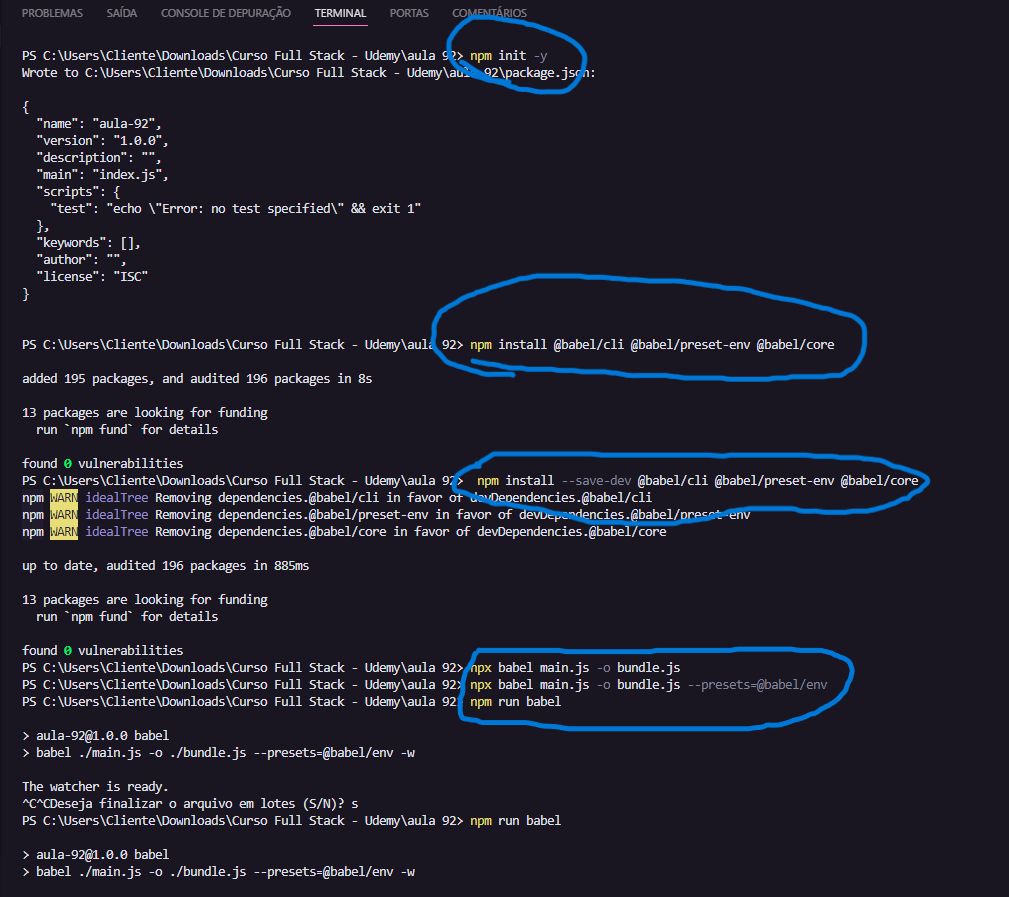 PROBLEMAS SAÍDA CONSOLE DE DEPURAÇÃO TERMINAL PORTAS COMENTÁRIOS
PS C:\Users\Cliente\Downloads\Curso Full Stack - Udemy\aula 92> npm init -y
Wrote to C:\Users\Cliente\Downloads\Curso Full Stack - Udemy\aula 92\package.json:
{
"name": "aula-92",
"version": "1.0.0",
"description": "",
"main": "index.js",
"scripts": {
"test": "echo \"Error: no test specified\" && exit 1"
},
"keywords": [],
"author": "",
"license": "ISC"
}
PS C:\Users\Cliente\Downloads\Curso Full Stack - Udemy\aula 92> npm install @babel/cli @babel/preset-env @babel/core
added 195 packages, and audited 196 packages in 8s
13 packages are looking for funding
run `npm fund` for details
found 0 vulnerabilities
PS C:\Users\Cliente\Downloads\Curso Full Stack - Udemy\aula 92> npm install --save-dev @babel/cli @babel/preset-env @babel/core
npm WARN idealTree Removing dependencies.@babel/cli in favor of devDependencies.@babel/cli
npm WARN idealTree Removing dependencies.@babel/preset-env in favor of devDependencies.@babel/preset-env
npm WARN idealTree Removing dependencies.@babel/core in favor of devDependencies.@babel/core
up to date, audited 196 packages in 885ms
13 packages are looking for funding
run `npm fund` for details
found 0 vulnerabilities
PS C:\Users\Cliente\Downloads\Curso Full Stack - Udemy\aula 92> npx babel main.js -o bundle.js
PS C:\Users\Cliente\Downloads\Curso Full Stack - Udemy\aula 92> npx babel main.js -o bundle.js --presets=@babel/env
PS C:\Users\Cliente\Downloads\Curso Full Stack - Udemy\aula 92> npm run babel
> aula-92@1.0.0 babel
> babel ./main.js -o ./bundle.js --presets=@babel/env -w
The watcher is ready.
^C^CDeseja finalizar o arquivo em lotes (S/N)? s
PS C:\Users\Cliente\Downloads\Curso Full Stack - Udemy\aula 92> npm run babel
> aula-92@1.0.0 babel
> babel ./main.js -o ./bundle.js --presets=@babel/env -w